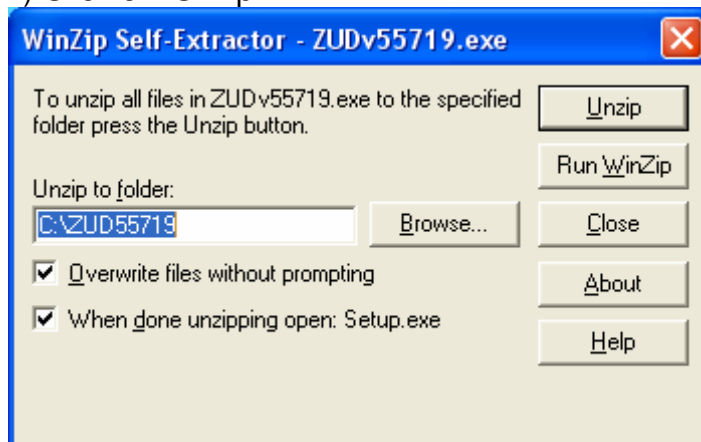 WinZip Self-Extractor - ZUDv55719.exe
To unzip all files in ZUDv55719.exe to the specified
folder press the Unzip button.
Unzip to folder:
C:\ZUD55719
Browse...
Overwrite files without prompting
When done unzipping open: Setup.exe
Unzip
Run WinZip
Close
About
Help